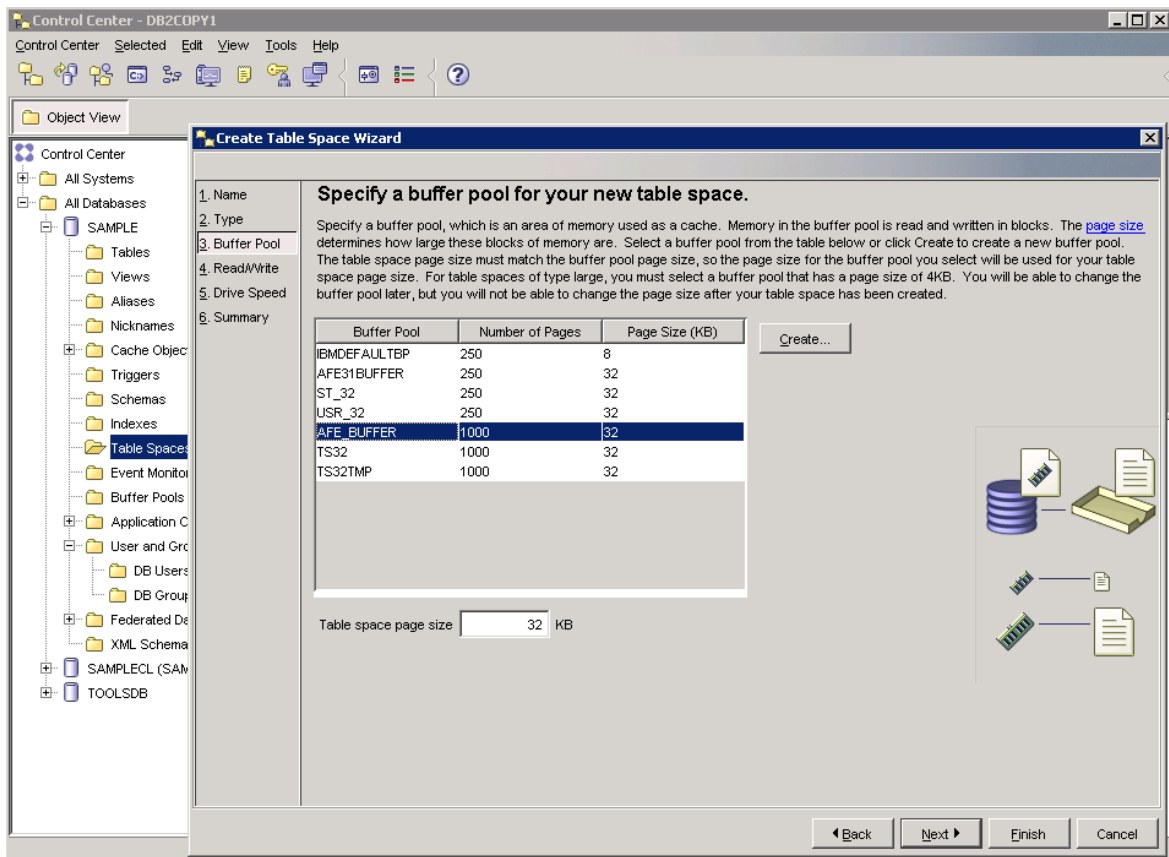 Control Center - DB2COPY1
Control Center Selected Edit View Tools Help
Object View
Control Center
All Systems
All Databases
SAMPLE
Tables
Views
Aliases
Nicknames
Cache Objec
Triggers
Schemas
Indexes
Table Spaces
Event Monitor
Buffer Pools
Application C
User and Gro
DB Users
DB Group
Federated Da
XML Schema
SAMPLECL (SAM
TOOLSDB
Create Table Space Wizard
1. Name
2. Type
3. Buffer Pool
4. Read/Write
5. Drive Speed
6. Summary
Specify a buffer pool for your new table space.
Specify a buffer pool, which is an area of memory used as a cache. Memory in the buffer pool is read and written in blocks. The page size
determines how large these blocks of memory are. Select a buffer pool from the table below or click Create to create a new buffer pool.
The table space page size must match the buffer pool page size, so the page size for the buffer pool you select will be used for your table
space page size. For table spaces of type large, you must select a buffer pool that has a page size of 4KB. You will be able to change the
buffer pool later, but you will not be able to change the page size after your table space has been created.
Buffer Pool Number of Pages Page Size (KB)
IBMDEFAULTBP 250 8
AFE31BUFFER 250 32
ST_32 250 32
USR_32 250 32
AFE_BUFFER 1000 32
TS32 1000 32
TS32TMP 1000 32
Create...
Table space page size 32 KB
Back Next Finish Cancel